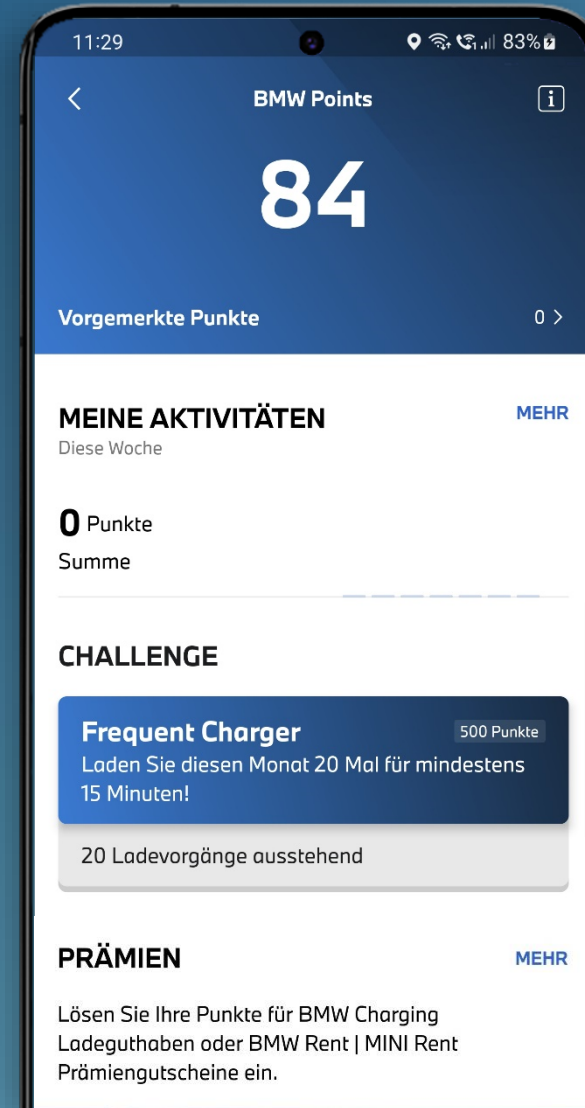 11:29
83%
BMW Points
84
Vorgemerkte Punkte 0
MEINE AKTIVITÄTEN MEHR
Diese Woche
0 Punkte
Summe
CHALLENGE
Frequent Charger 500 Punkte
Laden Sie diesen Monat 20 Mal für mindestens
15 Minuten!
20 Ladevorgänge ausstehend
PRÄMIEN MEHR
Lösen Sie Ihre Punkte für BMW Charging
Ladeguthaben oder BMW Rent | MINI Rent
Prämiengutscheine ein.